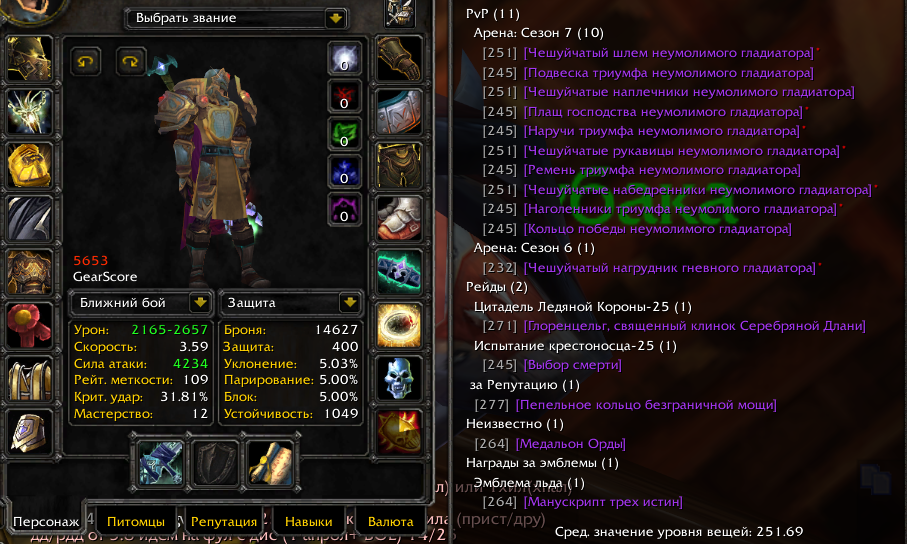 Выбрать звание
0
0
0
0
0
5653
GearScore
Ближний бой
Защита
Урон: 2165-2657
Скорость: 3.59
Сила атаки: 4234
Рейт. меткости: 109
Крит. удар: 31.81%
Мастерство: 12
Броня: 14627
Защита: 400
Уклонение: 5.03%
Парирование: 5.00%
Блок: 5.00%
Устойчивость: 1049
Персонаж
Питомцы
Репутация
Навыки
Валюта
PvP (11)
Арена: Сезон 7 (10)
[251] [Чешуйчатый шлем неумолимого гладиатора]*
[245] [Подвеска триумфа неумолимого гладиатора]
[251] [Чешуйчатые наплечники неумолимого гладиатора]
[245] [Плащ господства неумолимого гладиатора]*
[245] [Наручи триумфа неумолимого гладиатора]*
[251] [Чешуйчатые рукавицы неумолимого гладиатора]*
[245] [Ремень триумфа неумолимого гладиатора]
[251] [Чешуйчатые набедренники неумолимого гладиатора]*
[245] [Наголенники триумфа неумолимого гладиатора]*
[245] [Кольцо победы неумолимого гладиатора]
Арена: Сезон 6 (1)
[232] [Чешуйчатый нагрудник гневного гладиатора]*
Рейды (2)
Цитадель Ледяной Короны-25 (1)
[271] [Глоренцельг, священный клинок Серебряной Длани]
Испытание крестоносца-25 (1)
[245] [Выбор смерти]
за Репутацию (1)
[277] [Пепельное кольцо безграничной мощи]
Неизвестно (1)
[264] [Медальон Орды]
Награды за эмблемы (1)
Эмблема льда (1)
[264] [Манускрипт трех истин]
Сред. значение уровня вещей: 251.69
(прист/дру)